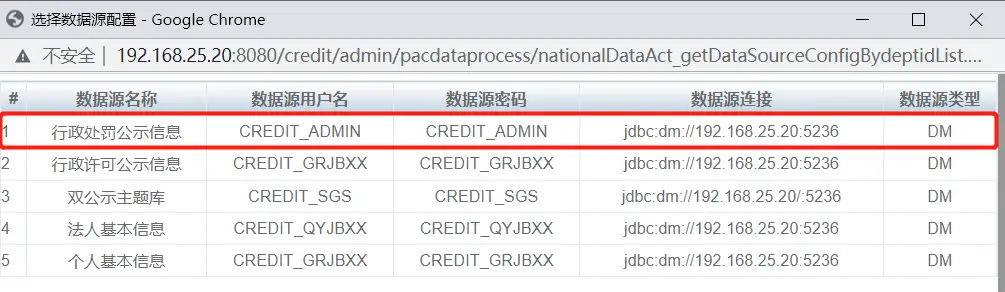 选择数据源配置 - Google Chrome
不安全 | 192.168.25.20:8080/credit/admin/pacdataprocess/nationalDataAct_getDataSourceConfigBydeptidList....
# 数据源名称 数据源用户名 数据源密码 数据源连接 数据源类型
1 行政处罚公示信息 CREDIT_ADMIN CREDIT_ADMIN jdbc:dm://192.168.25.20:5236 DM
2 行政许可公示信息 CREDIT_GRJBXX CREDIT_GRJBXX jdbc:dm://192.168.25.20:5236 DM
3 双公示主题库 CREDIT_SGS CREDIT_SGS jdbc:dm://192.168.25.20/:5236 DM
4 法人基本信息 CREDIT_QYJBXX CREDIT_QYJBXX jdbc:dm://192.168.25.20:5236 DM
5 个人基本信息 CREDIT_GRJBXX CREDIT_GRJBXX jdbc:dm://192.168.25.20:5236 DM